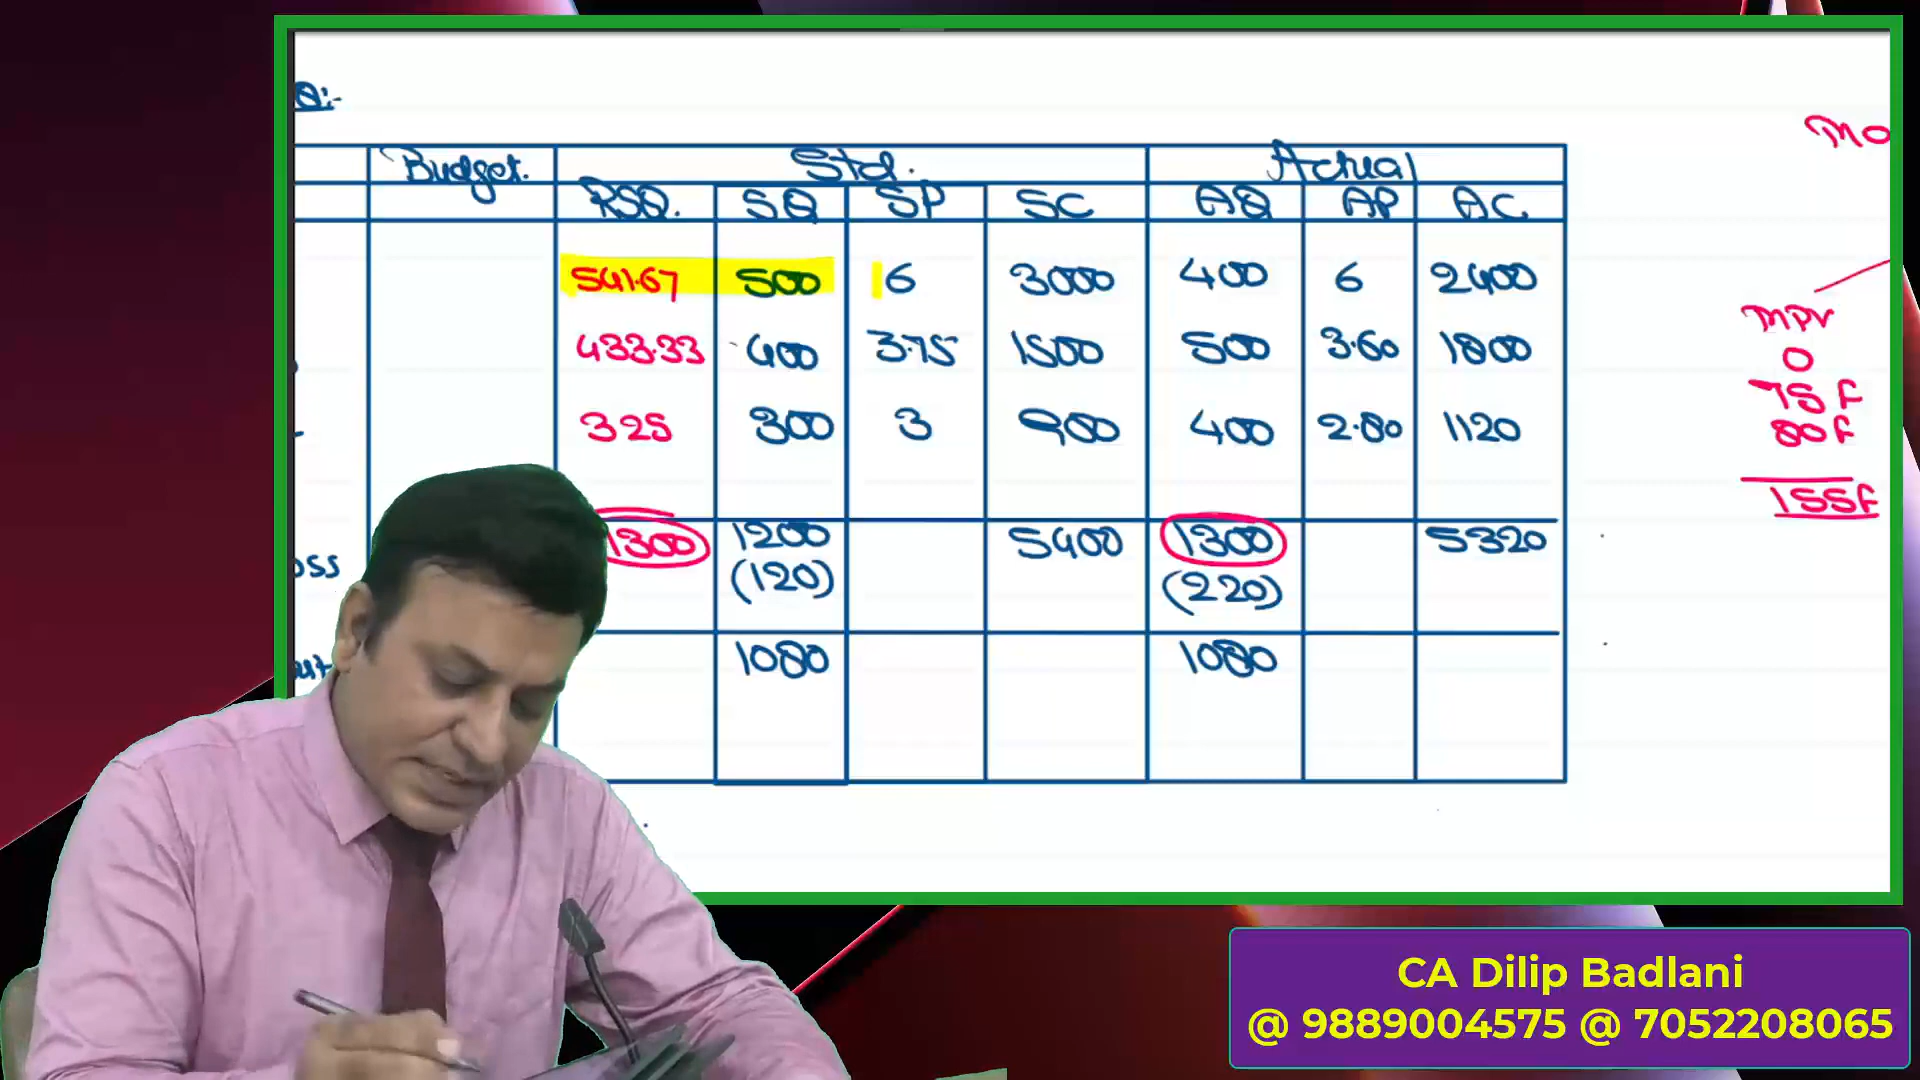 Q:-
Budget. Std. Actual
RSQ. SQ SP SC AQ AP AC
541.67 500 6 3000 400 6 2400
433.33 400 3.75 1500 500 3.60 1800
325 300 3 900 400 2.80 1120
1300 1200 5400 1300 5320
oss (120) (220)
1080 1080
MPV
0
75 F
80 F
155 F
CA Dilip Badlani
@ 9889004575 @ 7052208065